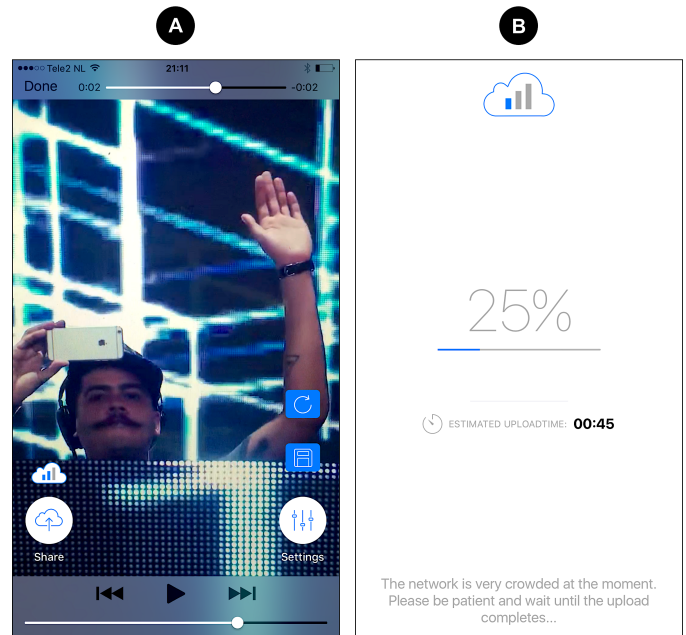 A
B
Tele2 NL
21:11
Done
0:02
-0:02
Share
Settings
25%
ESTIMATED UPLOADTIME: 00:45
The network is very crowded at the moment.
Please be patient and wait until the upload
completes...